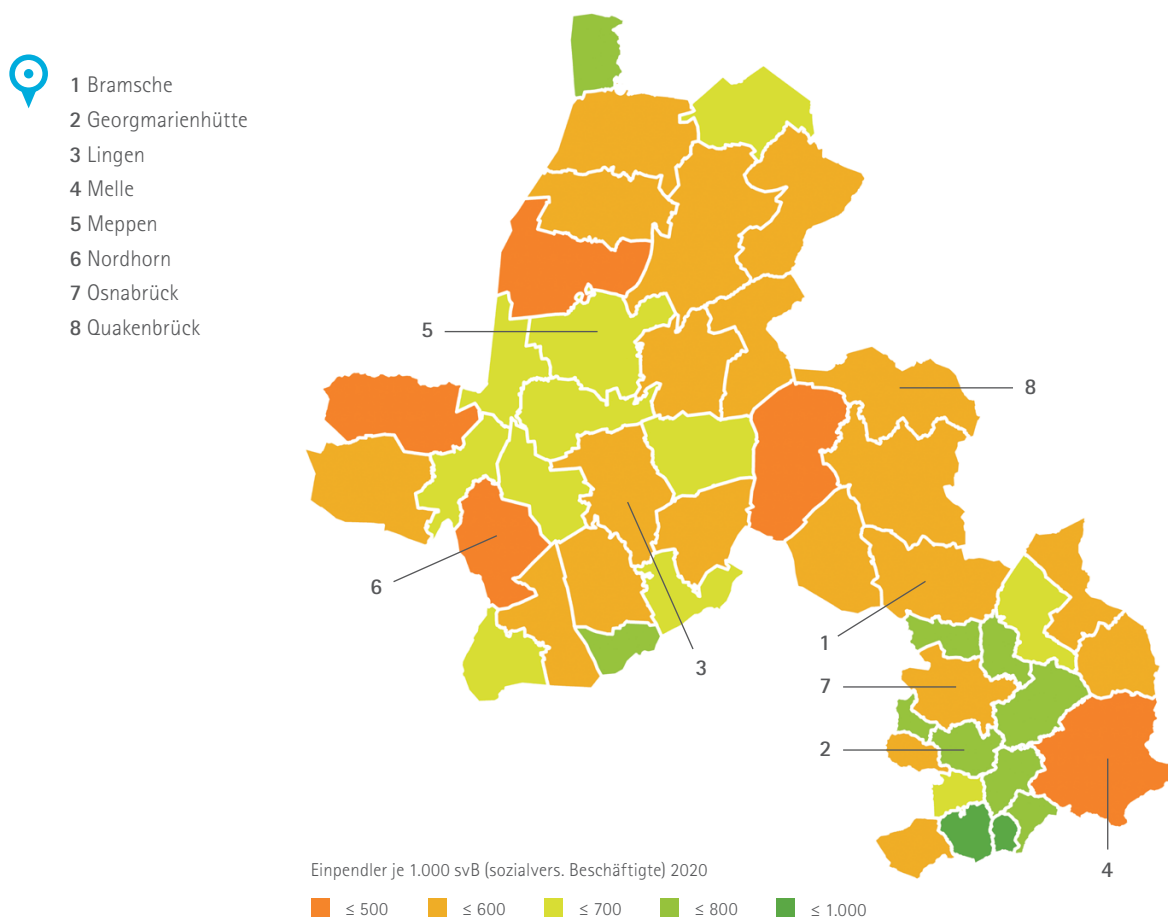 1 Bramsche
2 Georgmarienhütte
3 Lingen
4 Melle
5 Meppen
6 Nordhorn
7 Osnabrück
8 Quakenbrück
5
8
6
3
1
7
2
4
Einpendler je 1.000 svB (sozialvers. Beschäftigte) 2020
≤ 500 ≤ 600 ≤ 700 ≤ 800 ≤ 1.000